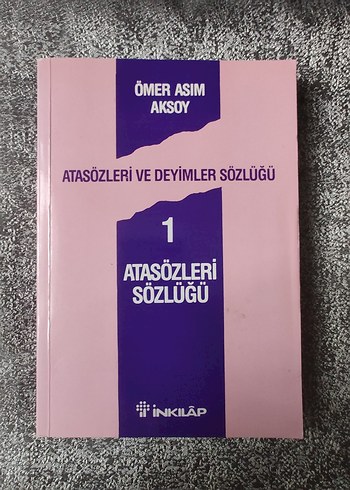 ÖMER ASIM
AKSOY
ATASÖZLERİ VE DEYİMLER SÖZLÜĞÜ
1
ATASÖZLERİ
SÖZLÜĞÜ
İNKILÂP